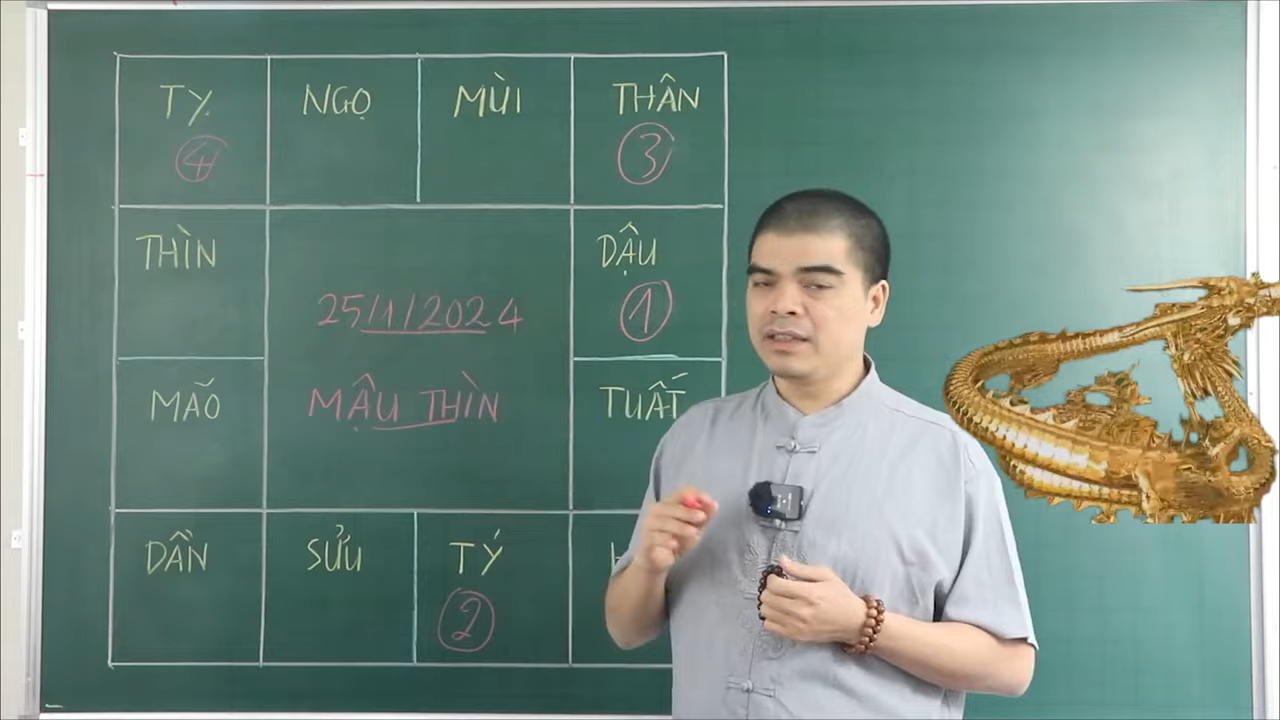 TỴ NGỌ MÙI THÂN
④ ③
THÌN DẬU
25/1/2024 ①
MÃO MẬU THÌN TUẤT
DẦN SỬU TÝ H
②